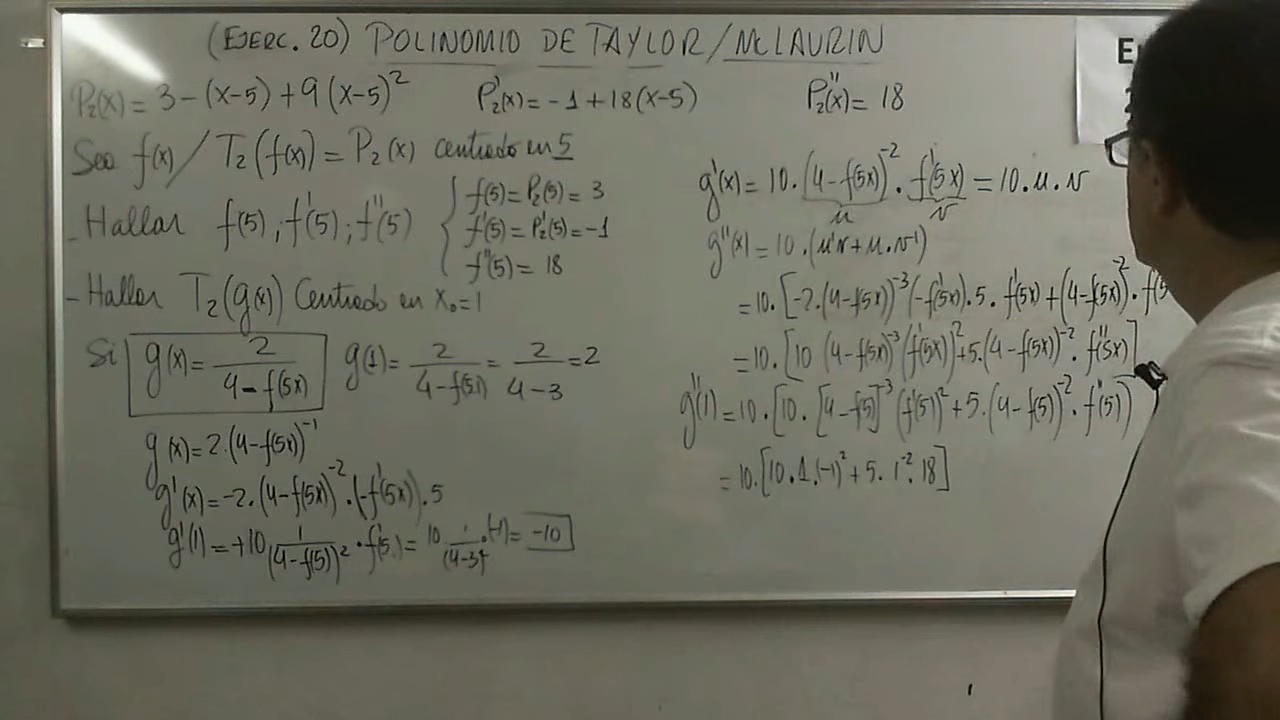 (EJERC. 20) POLINOMIO DE TAYLOR/MCLAURIN
P₂(x) = 3 - (x-5) + 9(x-5)² P₂'(x) = -1 + 18(x-5) P₂''(x) = 18
Sea f(x) / T₂(f(x)) = P₂(x) centrado en 5
- Hallar f(5), f'(5), f''(5)
f(5) = P₂(5) = 3
f'(5) = P₂'(5) = -1
f''(5) = 18
- Hallar T₂(g(x)) Centrado en x₀=1
Si g(x) = 2/(4-f(5x)) g(1) = 2/(4-f(5)) = 2/(4-3) = 2
g(x) = 2.(4-f(5x))⁻¹
g'(x) = -2.(4-f(5x))⁻².(-f'(5x)).5
g'(1) = +10 1/(4-f(5))² . f'(5) = 10 . 1/(4-3)² .(-1) = -10
g'(x) = 10.(4-f(5x))⁻² . f'(5x) = 10.u.v
u v
g''(x) = 10.(u'v + u.v')
= 10.[-2.(4-f(5x))⁻³(-f'(5x).5.f'(5x) + (4-f(5x))⁻². f
= 10.[10 (4-f(5x))⁻³(f'(5x))² + 5.(4-f(5x))⁻². f''(5x)]
g''(1) = 10.[10.[4-f(5)]⁻³(f'(5))² + 5.(4-f(5))⁻². f''(5)
= 10.[10.1.(-1)² + 5.1⁻².18]